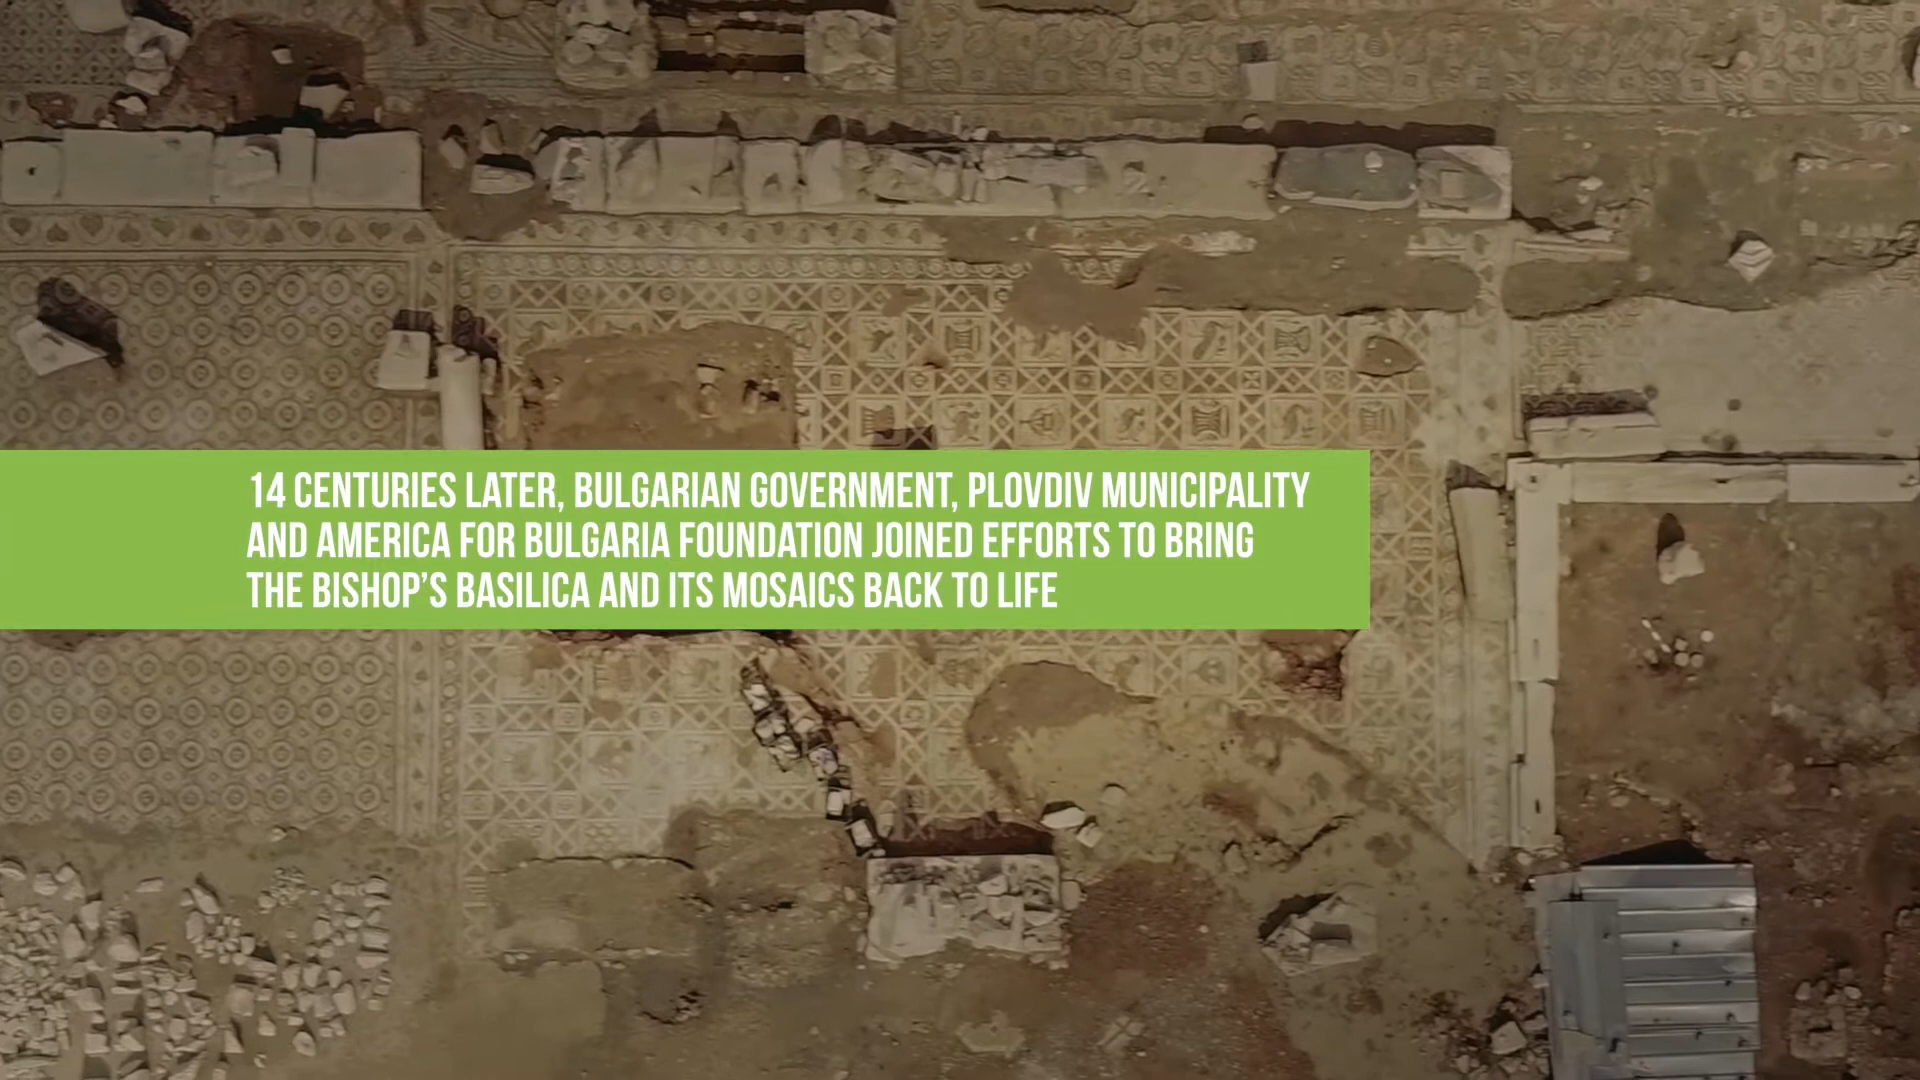 14 CENTURIES LATER, BULGARIAN GOVERNMENT, PLOVDIV MUNICIPALITY
AND AMERICA FOR BULGARIA FOUNDATION JOINED EFFORTS TO BRING
THE BISHOP’S BASILICA AND ITS MOSAICS BACK TO LIFE